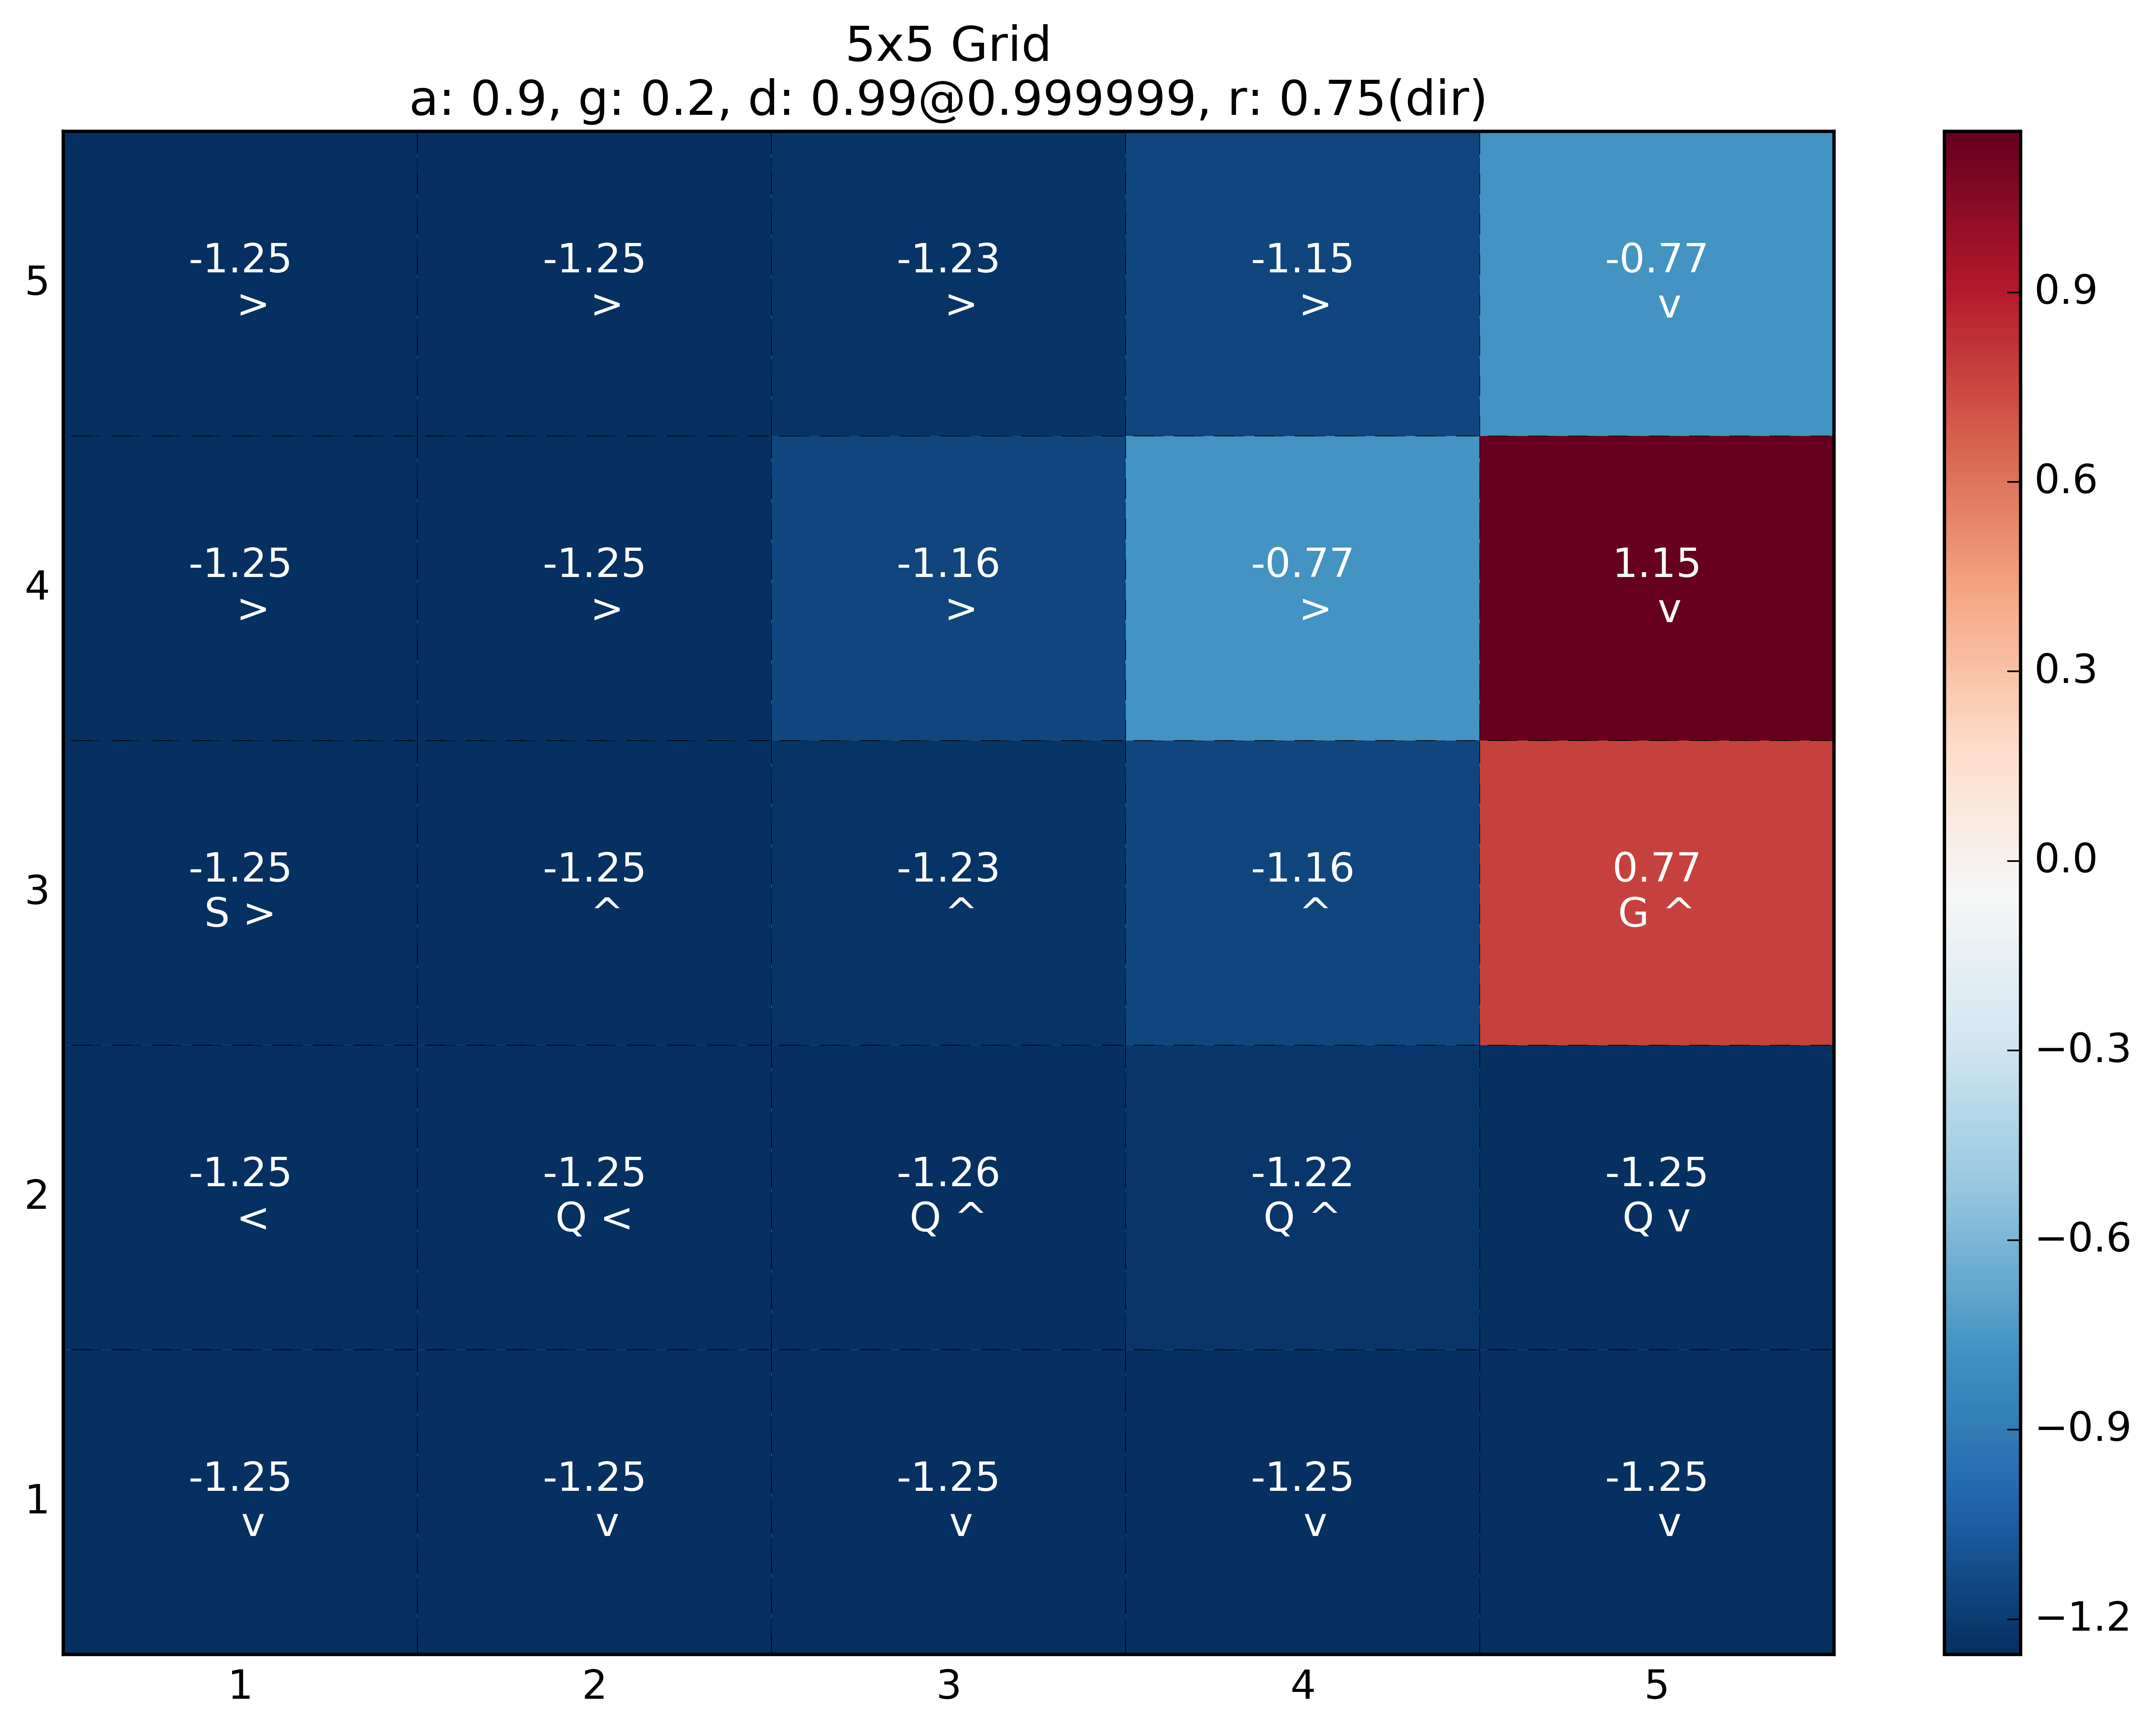 5x5 Grid
a: 0.9, g: 0.2, d: 0.99@0.999999, r: 0.75(dir)
5
-1.25 -1.25 -1.23 -1.15 -0.77
> > > > v
4
-1.25 -1.25 -1.16 -0.77 1.15
> > > > v
3
-1.25 -1.25 -1.23 -1.16 0.77
S > ^ ^ ^ G ^
2
-1.25 -1.25 -1.26 -1.22 -1.25
< Q < Q ^ Q ^ Q v
1
-1.25 -1.25 -1.25 -1.25 -1.25
v v v v v
1 2 3 4 5
0.9
0.6
0.3
0.0
−0.3
−0.6
−0.9
−1.2